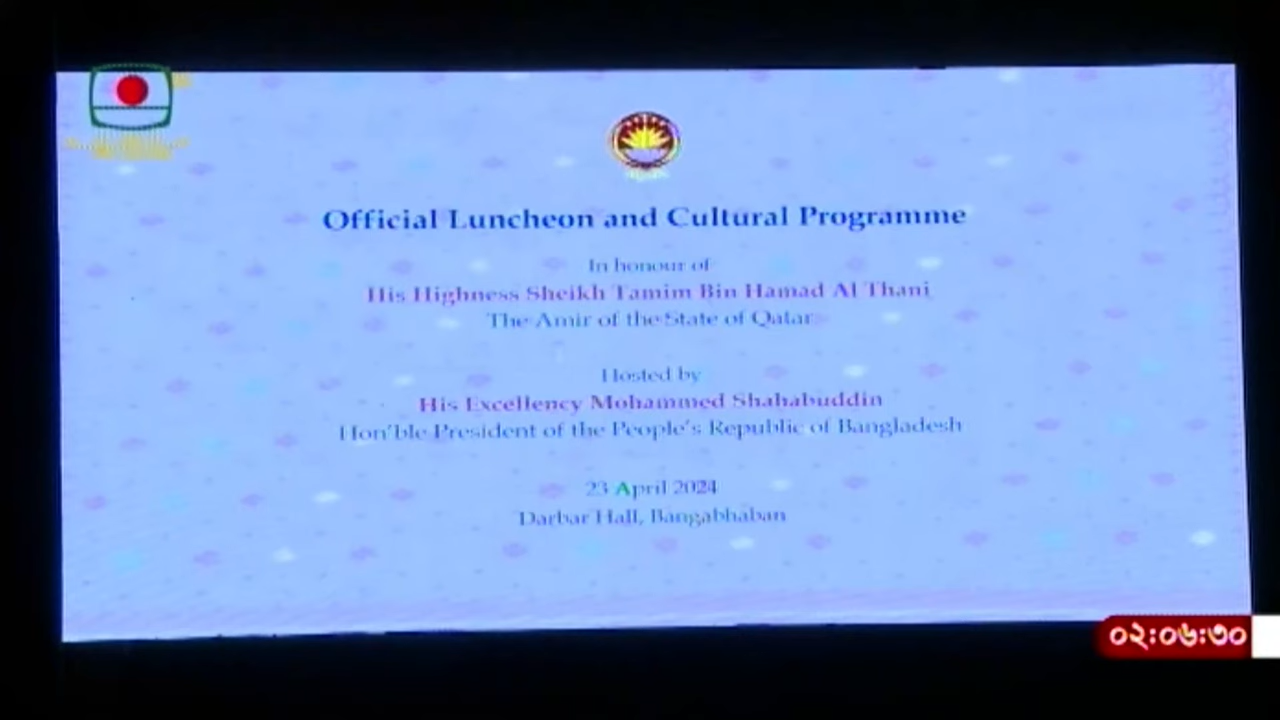 Official Luncheon and Cultural Programme
In honour of
His Highness Sheikh Tamim Bin Hamad Al Thani
The Amir of the State of Qatar
Hosted by
His Excellency Mohammed Shahabuddin
Hon'ble President of the People's Republic of Bangladesh
23 April 2024
Darbar Hall, Bangabhaban
০২:০৬:৩০